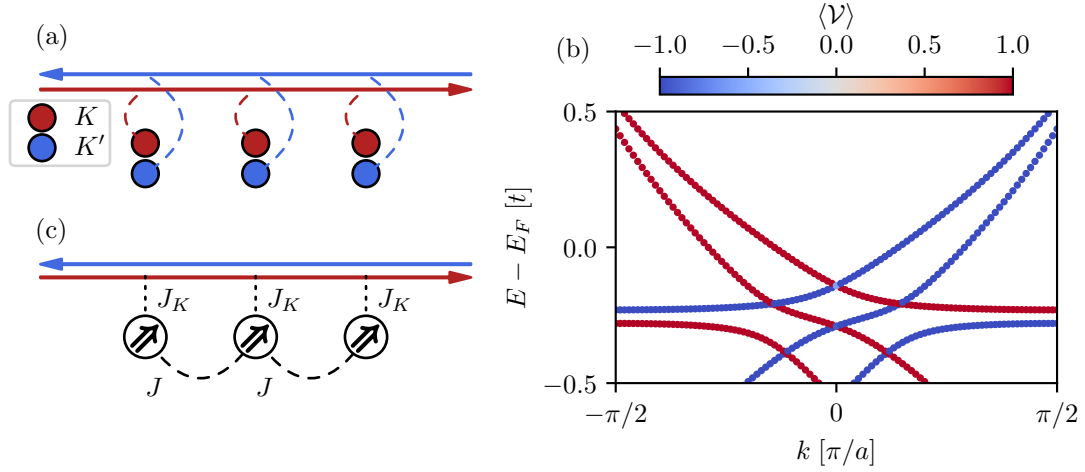 (a)
K
K′
(c)
J_K J_K J_K
J J
(b)
⟨𝒱⟩
−1.0 −0.5 0.0 0.5 1.0
E − E_F [t]
0.5
0.0
−0.5
−π/2 0 π/2
k [π/a]